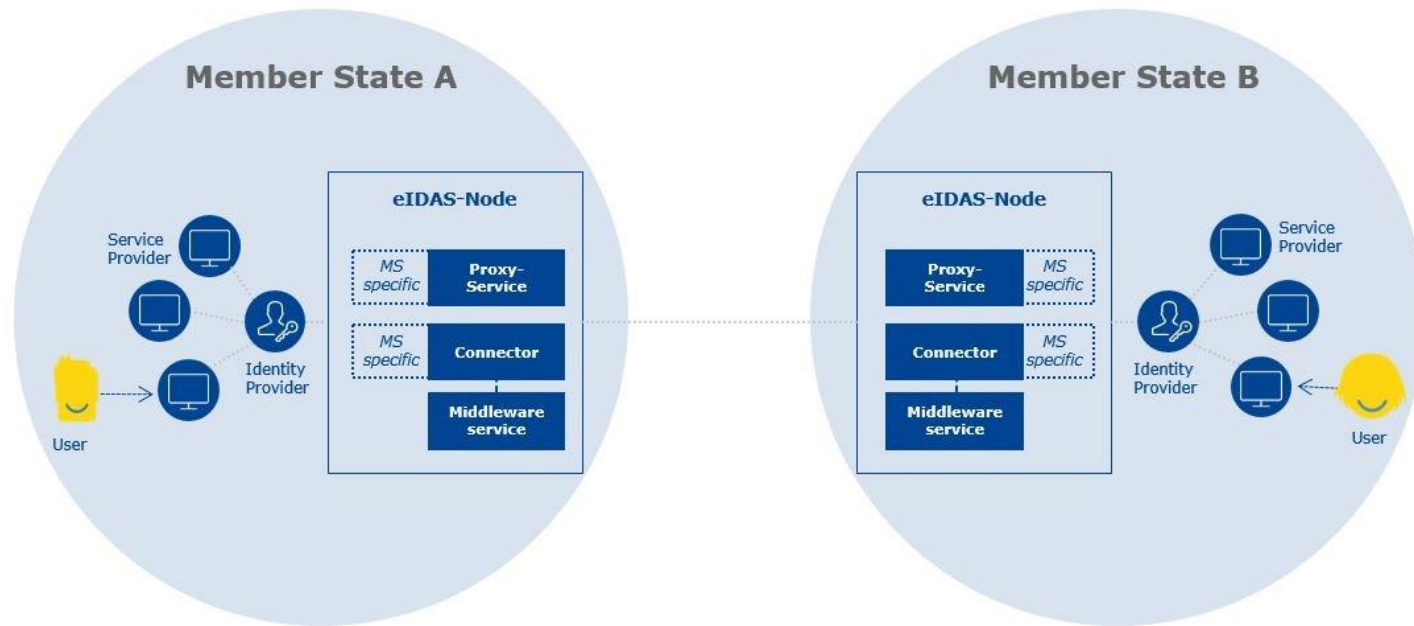 Member State A
eIDAS-Node
Service
Provider
MS
specific
Proxy-
Service
MS
specific
Connector
Identity
Provider
Middleware
service
User
Member State B
eIDAS-Node
Proxy-
Service
MS
specific
Service
Provider
Connector
MS
specific
Identity
Provider
Middleware
service
User